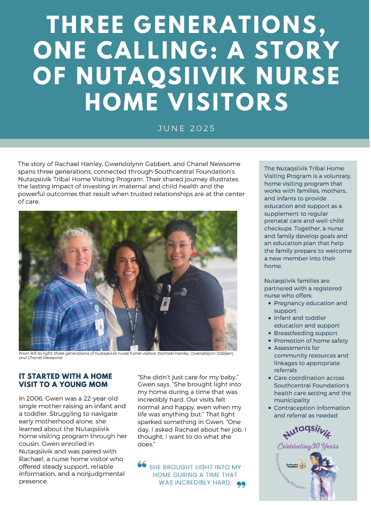 THREE GENERATIONS,
ONE CALLING: A STORY
OF NUTAQSIIVIK NURSE
HOME VISITORS
JUNE 2025
The story of Rachael Hanley, Gwendolynn Gabbert, and Chanel Newsome
spans three generations, connected through Southcentral Foundation's
Nutaqsiivik Tribal Home Visiting Program. Their shared journey illustrates
the lasting impact of investing in maternal and child health and the
powerful outcomes that result when trusted relationships are at the center
of care.
From left to right, three generations of Nutaqsiivik nurse home visitors: Rachael Hanley, Gwendolynn Gabbert,
and Chanel Newsome
IT STARTED WITH A HOME
VISIT TO A YOUNG MOM
In 2006, Gwen was a 22-year-old
single mother raising an infant and
a toddler. Struggling to navigate
early motherhood alone, she
learned about the Nutaqsiivik
home visiting program through her
cousin. Gwen enrolled in
Nutaqsiivik and was paired with
Rachael, a nurse home visitor who
offered steady support, reliable
information, and a nonjudgmental
presence.
"She didn't just care for my baby,"
Gwen says. "She brought light into
my home during a time that was
incredibly hard. Our visits felt
normal and happy, even when my
life was anything but." That light
sparked something in Gwen. "One
day, I asked Rachael about her job. I
thought, I want to do what she
does."
“ SHE BROUGHT LIGHT INTO MY
HOME DURING A TIME THAT
WAS INCREDIBLY HARD. ”
The Nutaqsiivik Tribal Home
Visiting Program is a voluntary,
home visiting program that
works with families, mothers,
and infants to provide
education and support as a
supplement to regular
prenatal care and well-child
checkups. Together, a nurse
and family develop goals and
an education plan that help
the family prepare to welcome
a new member into their
home.
Nutaqsiivik families are
partnered with a registered
nurse who offers:
• Pregnancy education and
support
• Infant and toddler
education and support
• Breastfeeding support
• Promotion of home safety
• Assessments for
community resources and
linkages to appropriate
referrals
• Care coordination across
Southcentral Foundation's
health care setting and the
municipality
• Contraception information
and referral as needed
Nutaqsiivik
Celebrating 30 Years